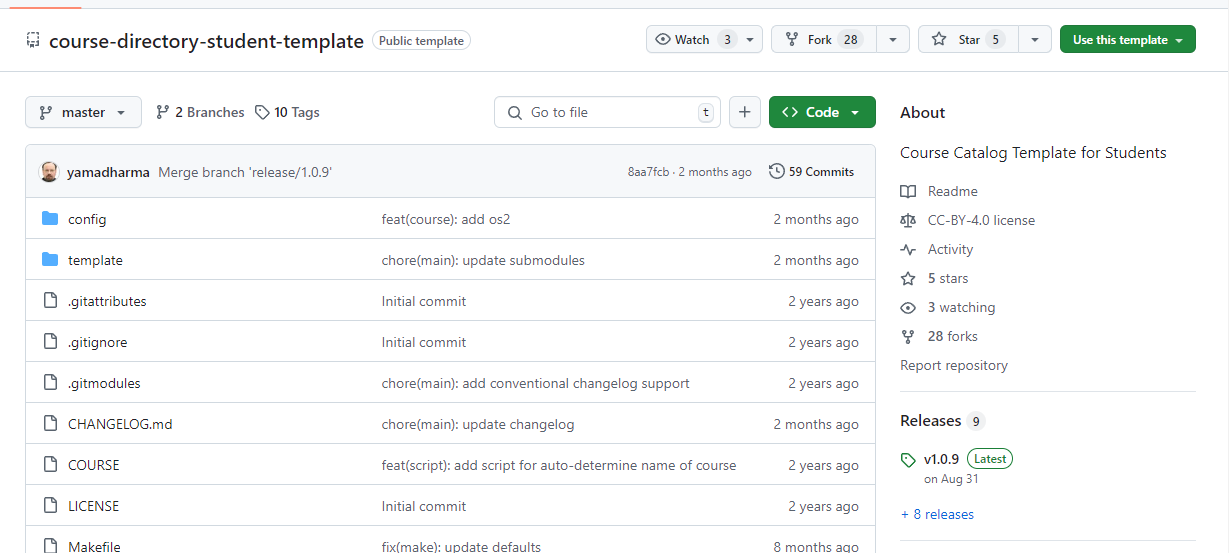 course-directory-student-template Public template Watch 3 Fork 28 Star 5 Use this template
master 2 Branches 10 Tags Go to file t Code
yamadharma Merge branch 'release/1.0.9' 8aa7fcb · 2 months ago 59 Commits
config feat(course): add os2 2 months ago
template chore(main): update submodules 2 months ago
.gitattributes Initial commit 2 years ago
.gitignore Initial commit 2 years ago
.gitmodules chore(main): add conventional changelog support 2 years ago
CHANGELOG.md chore(main): update changelog 2 months ago
COURSE feat(script): add script for auto-determine name of course 2 years ago
LICENSE Initial commit 2 years ago
Makefile fix(make): update defaults 8 months ago
About
Course Catalog Template for Students
Readme
CC-BY-4.0 license
Activity
5 stars
3 watching
28 forks
Report repository
Releases 9
v1.0.9 Latest
on Aug 31
+ 8 releases